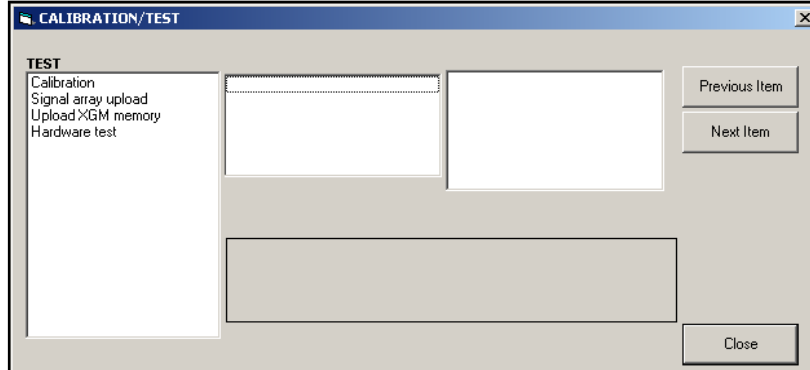 CALIBRATION/TEST
TEST
Calibration
Signal array upload
Upload XGM memory
Hardware test
Previous Item
Next Item
Close